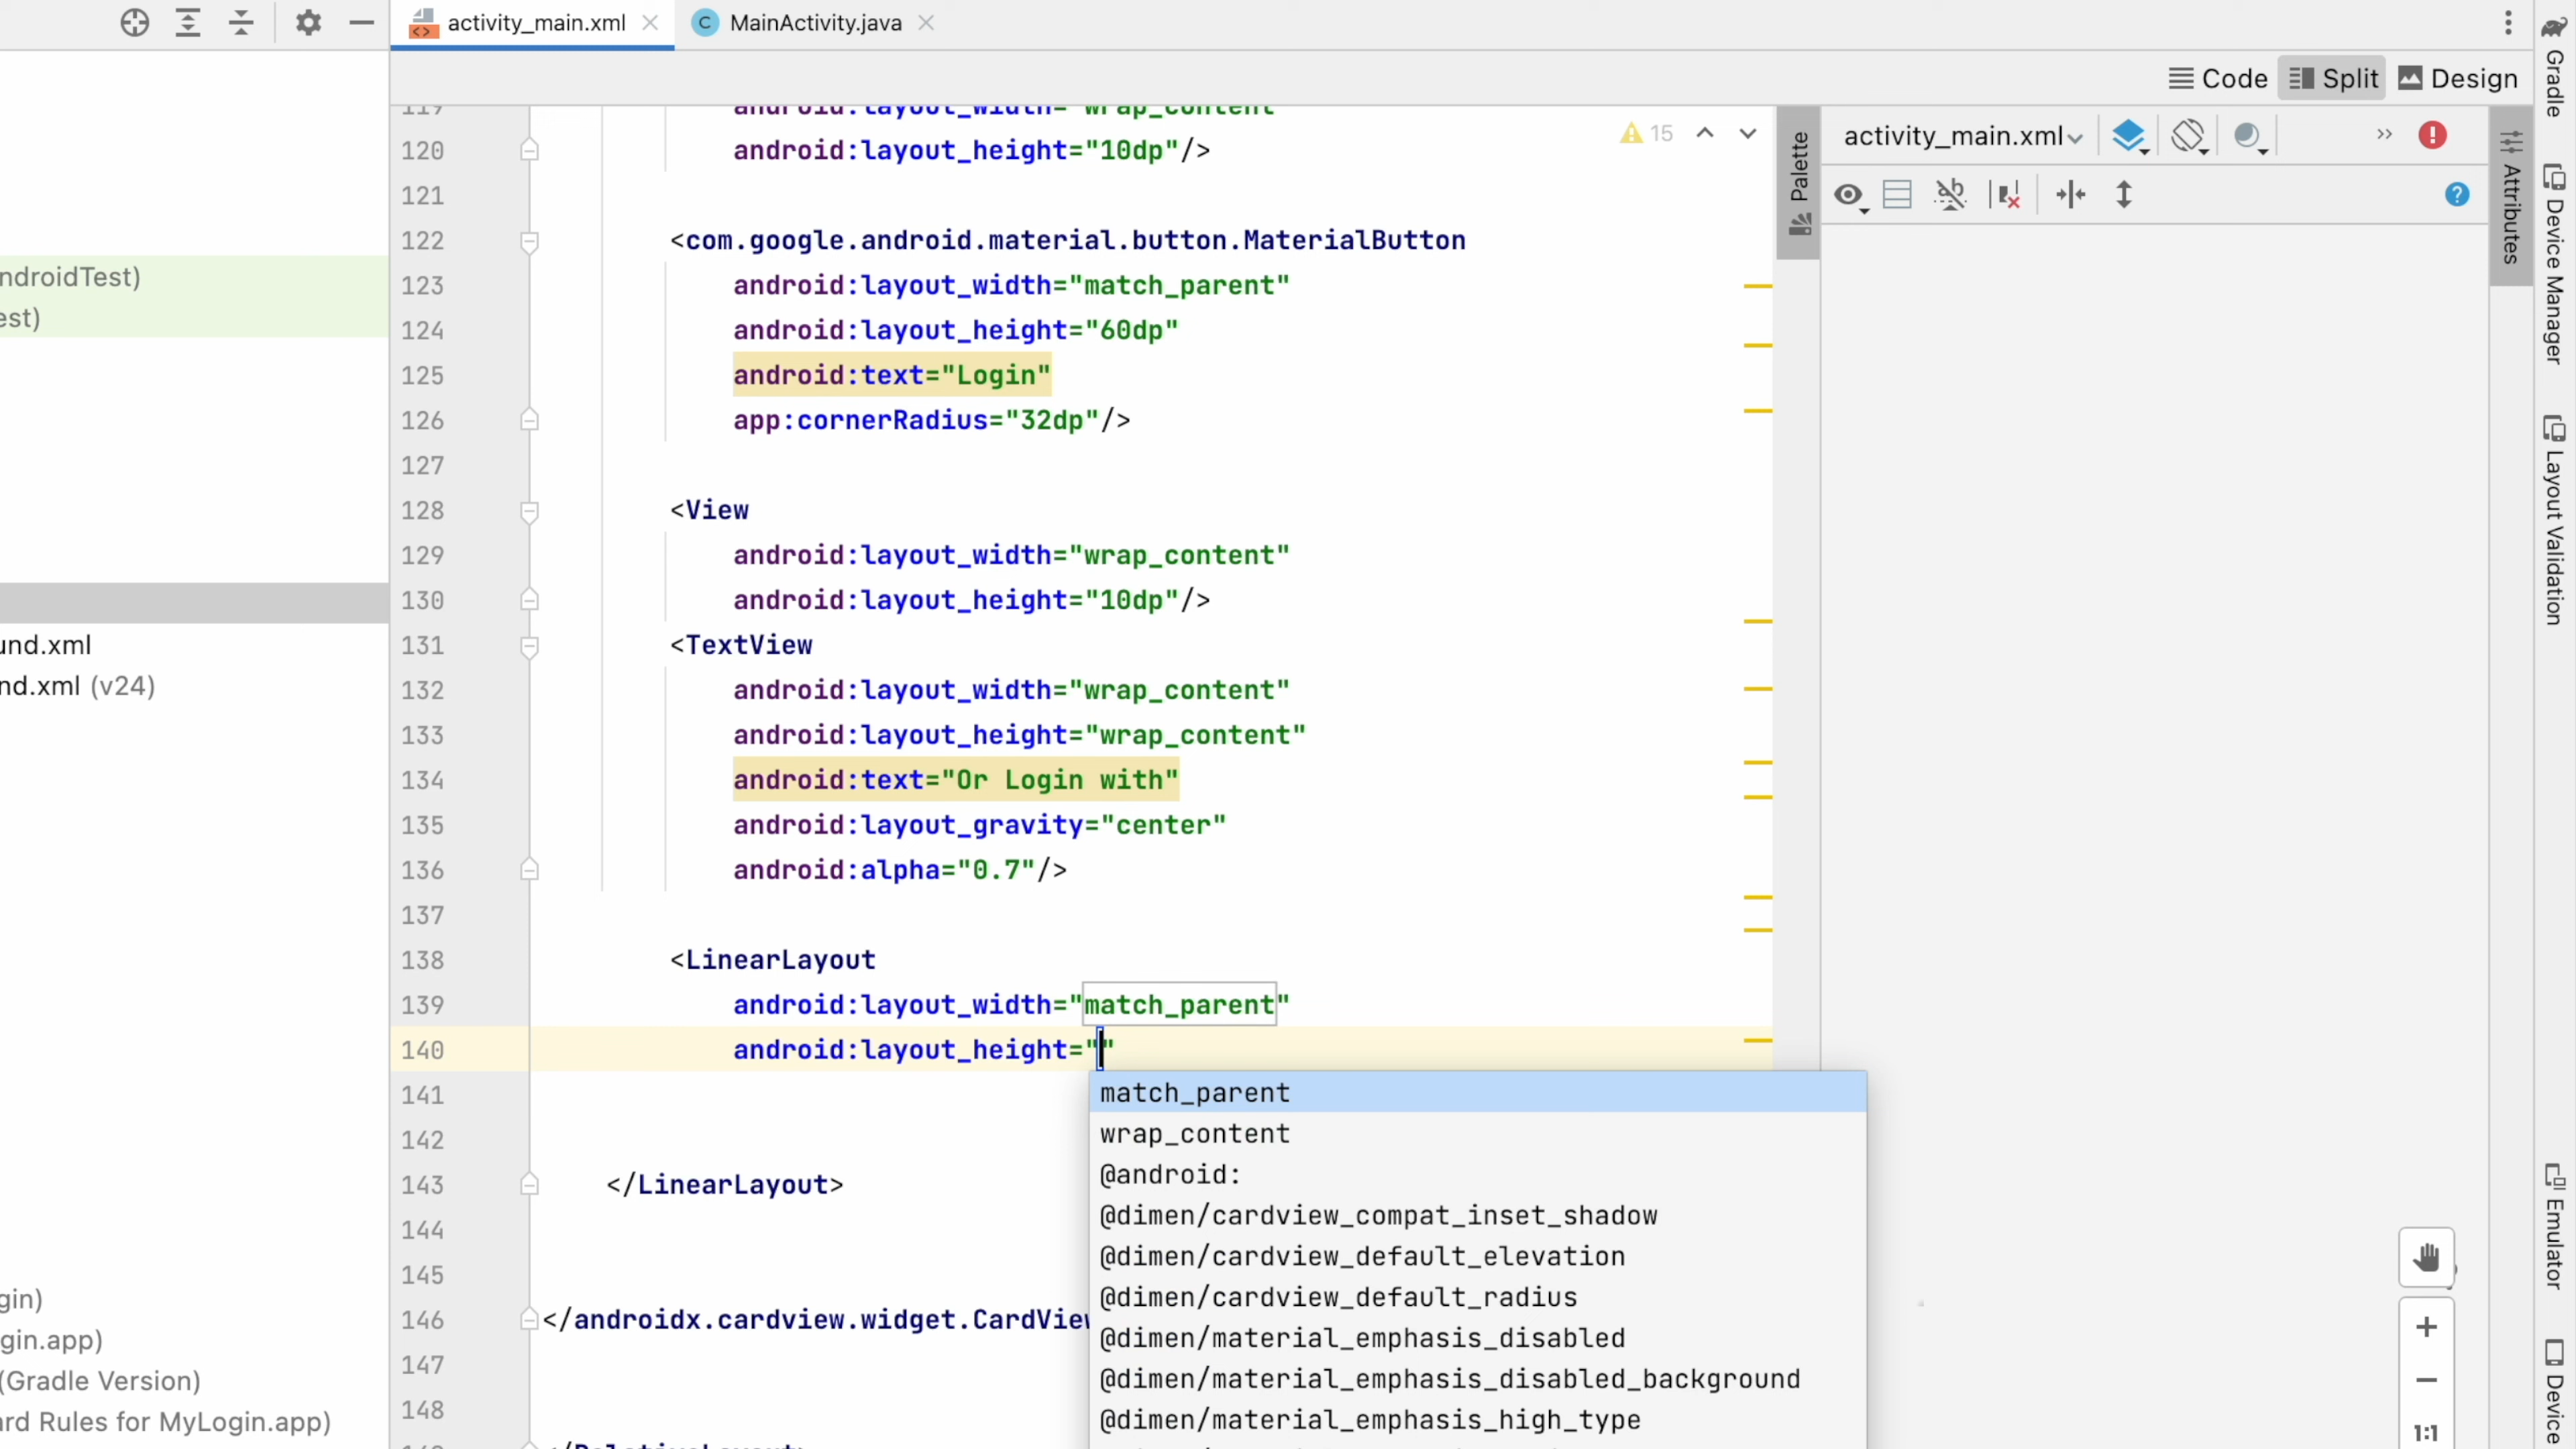 activity_main.xml
MainActivity.java
Code
Split
Design
119 android:layout_width="wrap_content"
120 android:layout_height="10dp"/>
121
122 <com.google.android.material.button.MaterialButton
123 android:layout_width="match_parent"
124 android:layout_height="60dp"
125 android:text="Login"
126 app:cornerRadius="32dp"/>
127
128 <View
129 android:layout_width="wrap_content"
130 android:layout_height="10dp"/>
131 <TextView
132 android:layout_width="wrap_content"
133 android:layout_height="wrap_content"
134 android:text="Or Login with"
135 android:layout_gravity="center"
136 android:alpha="0.7"/>
137
138 <LinearLayout
139 android:layout_width="match_parent"
140 android:layout_height=""
141
142
143 </LinearLayout>
144
145
146 </androidx.cardview.widget.CardView
147
148
</RelativeLayout>
match_parent
wrap_content
@android:
@dimen/cardview_compat_inset_shadow
@dimen/cardview_default_elevation
@dimen/cardview_default_radius
@dimen/material_emphasis_disabled
@dimen/material_emphasis_disabled_background
@dimen/material_emphasis_high_type
ndroidTest)
est)
und.xml
nd.xml (v24)
gin)
gin.app)
(Gradle Version)
ard Rules for MyLogin.app)
15
Palette
activity_main.xml
Attributes
1:1
Gradle
Device Manager
Layout Validation
Emulator
Device